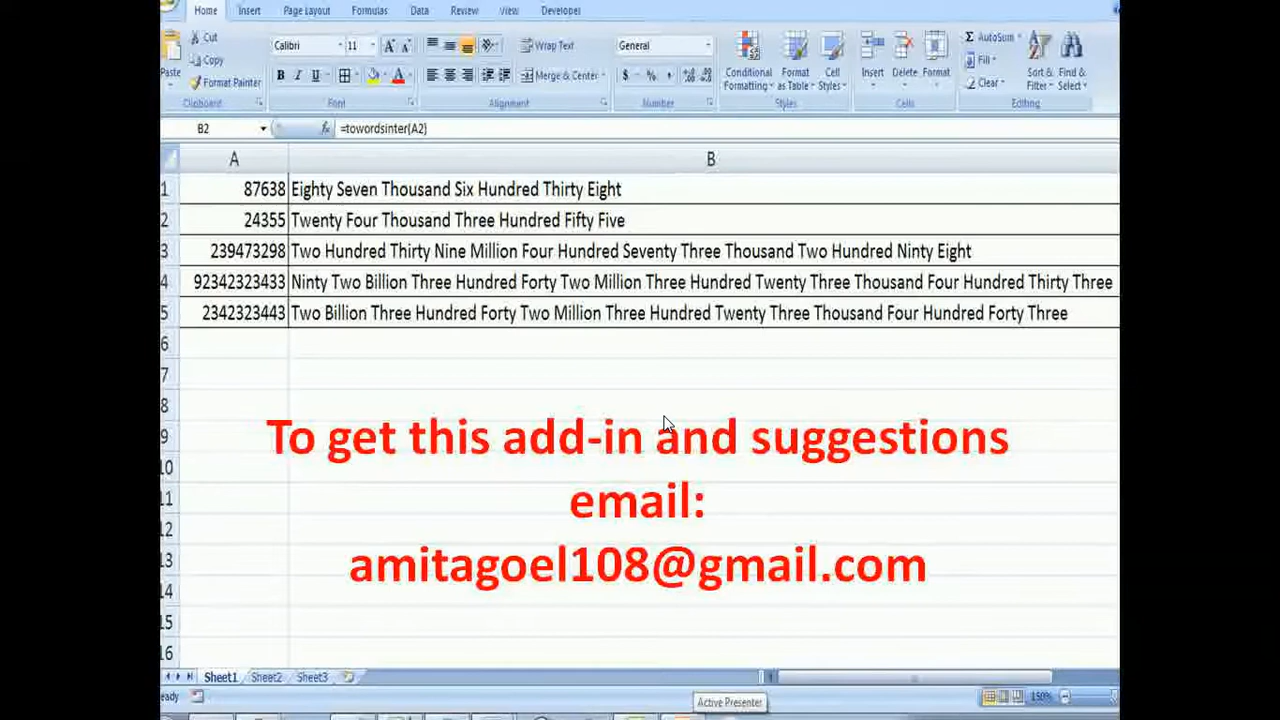 Home Insert Page Layout Formulas Data Review View Developer
Cut Calibri 11 Wrap Text General AutoSum
Copy Fill
Paste Format Painter B I U Merge & Center $ % , Conditional Formatting Format as Table Cell Styles Insert Delete Format Clear Sort & Filter Find & Select
Clipboard Font Alignment Number Styles Cells Editing
B2 fx =towordsinter(A2)
A B
1 87638 Eighty Seven Thousand Six Hundred Thirty Eight
2 24355 Twenty Four Thousand Three Hundred Fifty Five
3 239473298 Two Hundred Thirty Nine Million Four Hundred Seventy Three Thousand Two Hundred Ninty Eight
4 92342323433 Ninty Two Billion Three Hundred Forty Two Million Three Hundred Twenty Three Thousand Four Hundred Thirty Three
5 2342323443 Two Billion Three Hundred Forty Two Million Three Hundred Twenty Three Thousand Four Hundred Forty Three
6
7
8
To get this add-in and suggestions
9
10
email:
11
12
amitagoel108@gmail.com
13
14
15
16
Sheet1 Sheet2 Sheet3
eady Active Presenter 150%